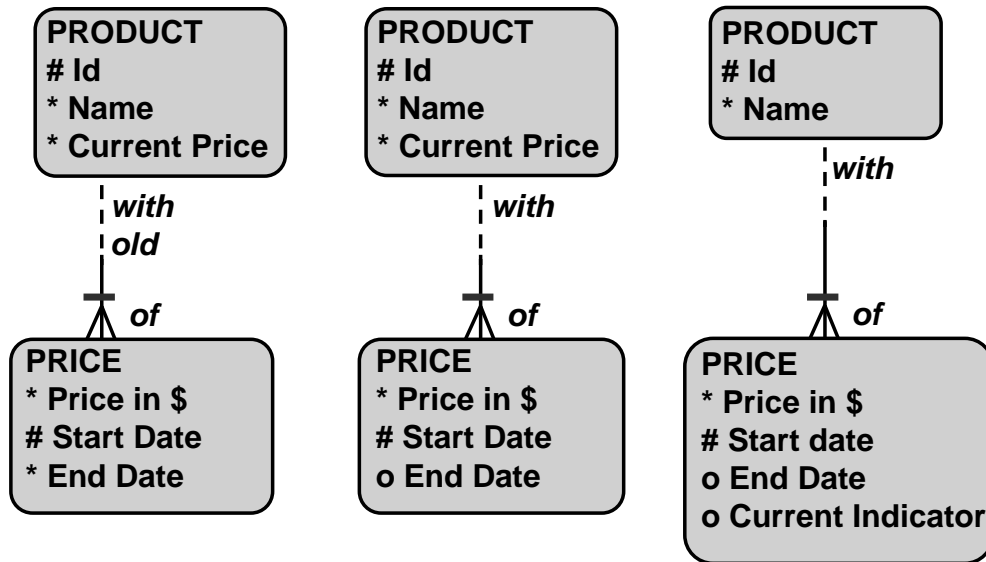 PRODUCT
# Id
* Name
* Current Price
with
old
of
PRICE
* Price in $
# Start Date
* End Date
PRODUCT
# Id
* Name
* Current Price
with
of
PRICE
* Price in $
# Start Date
o End Date
PRODUCT
# Id
* Name
with
of
PRICE
* Price in $
# Start date
o End Date
o Current Indicator